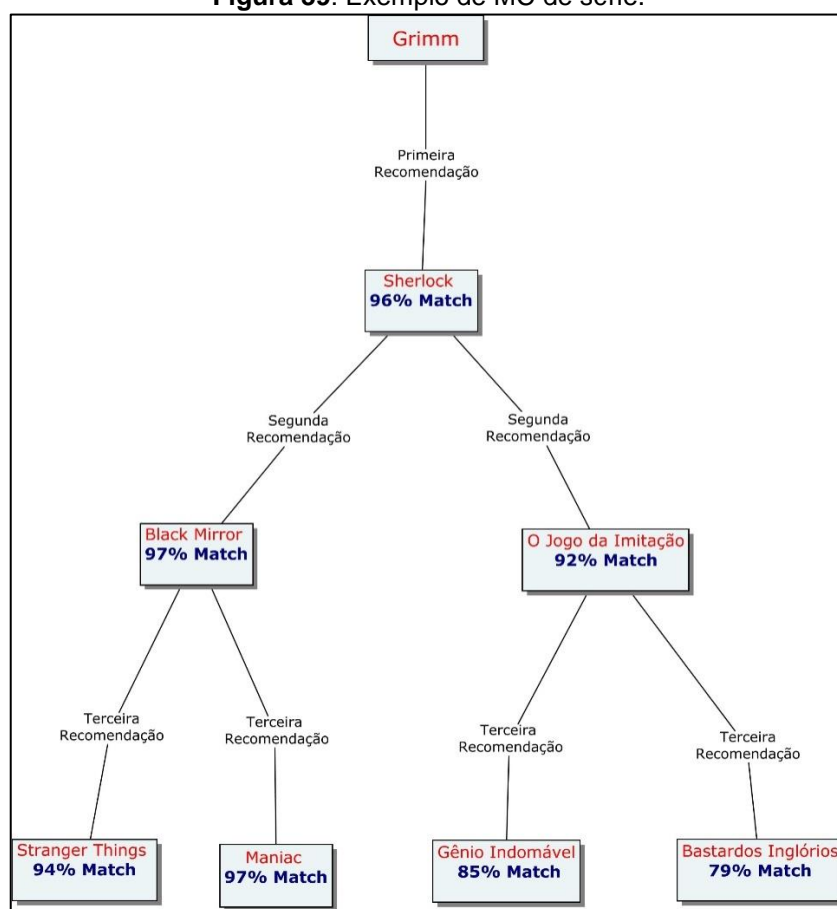 Figura 39. Exemplo de MC de série.
Grimm
Primeira
Recomendação
Sherlock
96% Match
Segunda
Recomendação
Segunda
Recomendação
Black Mirror
97% Match
O Jogo da Imitação
92% Match
Terceira
Recomendação
Terceira
Recomendação
Terceira
Recomendação
Terceira
Recomendação
Stranger Things
94% Match
Maniac
97% Match
Gênio Indomável
85% Match
Bastardos Inglórios
79% Match